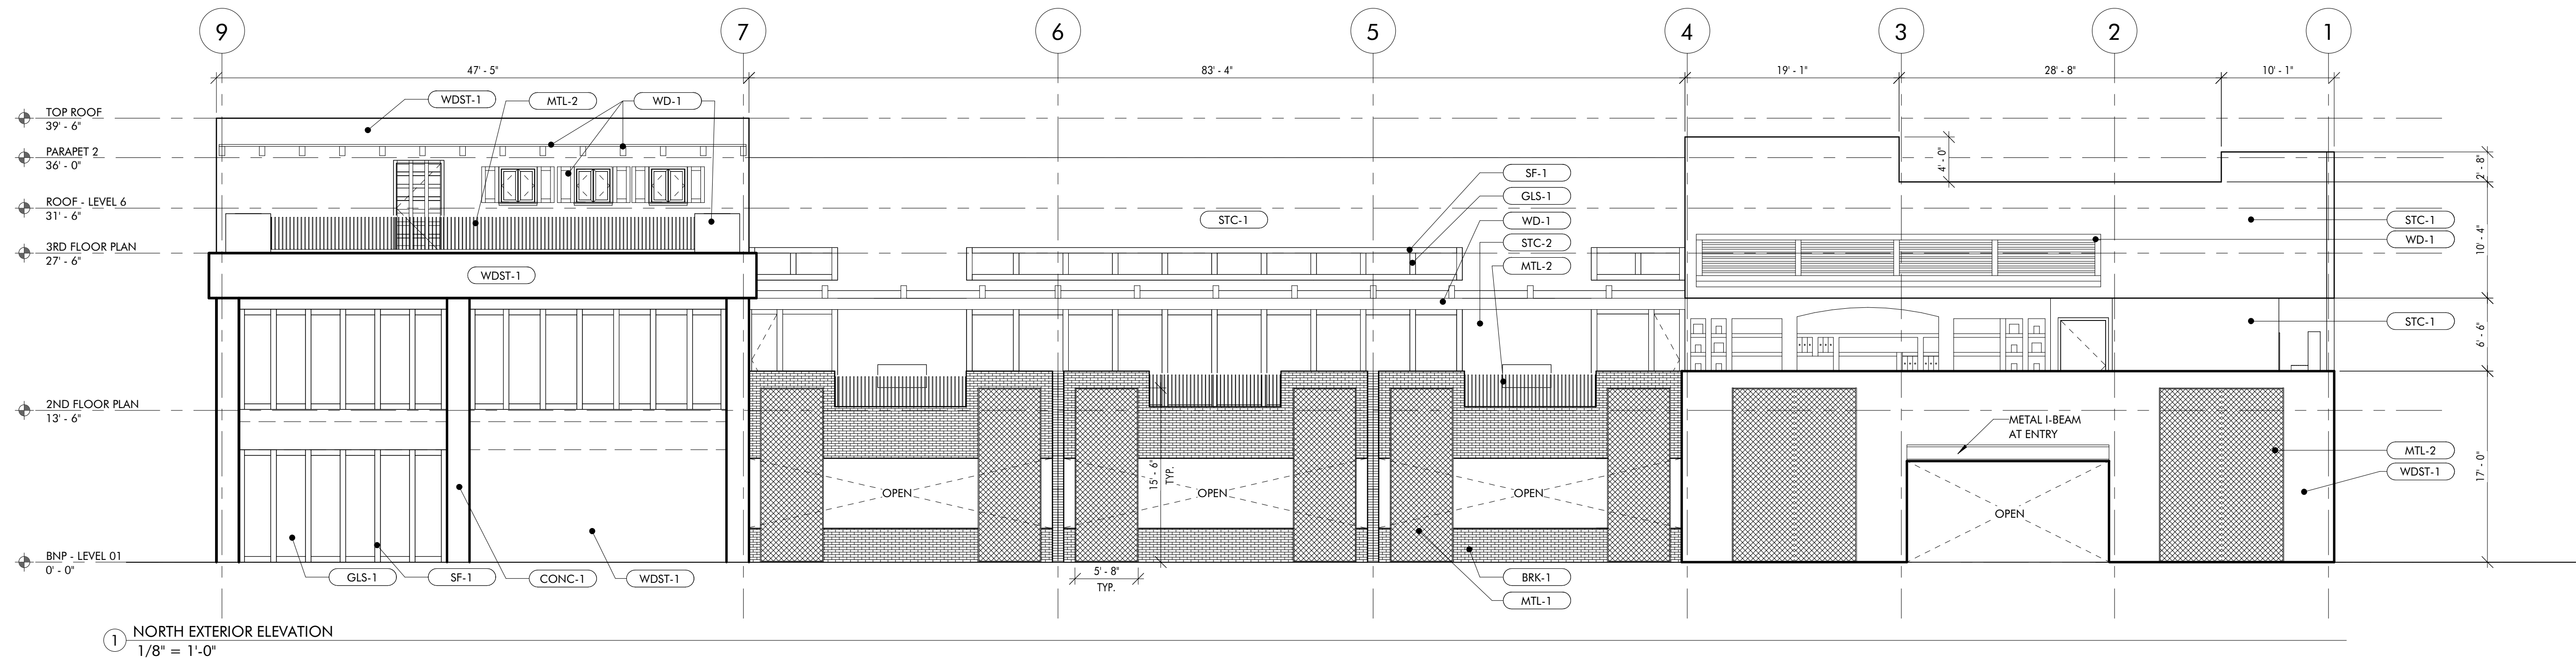 9
7
6
5
4
3
2
1
47' - 5"
83' - 4"
19' - 1"
28' - 8"
10' - 1"
TOP ROOF
39' - 6"
PARAPET 2
36' - 0"
ROOF - LEVEL 6
31' - 6"
3RD FLOOR PLAN
27' - 6"
2ND FLOOR PLAN
13' - 6"
BNP - LEVEL 01
0' - 0"
WDST-1
MTL-2
WD-1
WDST-1
GLS-1
SF-1
CONC-1
WDST-1
STC-1
SF-1
GLS-1
WD-1
STC-2
MTL-2
OPEN
OPEN
OPEN
15' - 6"
TYP.
5' - 8"
TYP.
BRK-1
MTL-1
4' - 0"
2' - 8"
10' - 4"
6' - 6"
17' - 0"
STC-1
WD-1
STC-1
METAL I-BEAM
AT ENTRY
OPEN
MTL-2
WDST-1
1
NORTH EXTERIOR ELEVATION
1/8" = 1'-0"